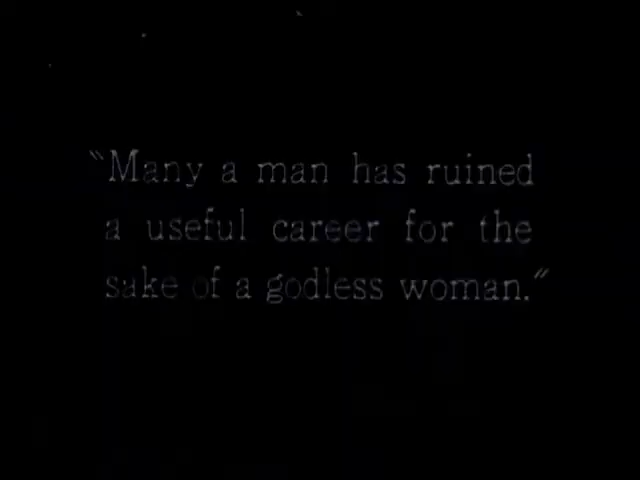 "Many a man has ruined
a useful career for the
sake of a godless woman."